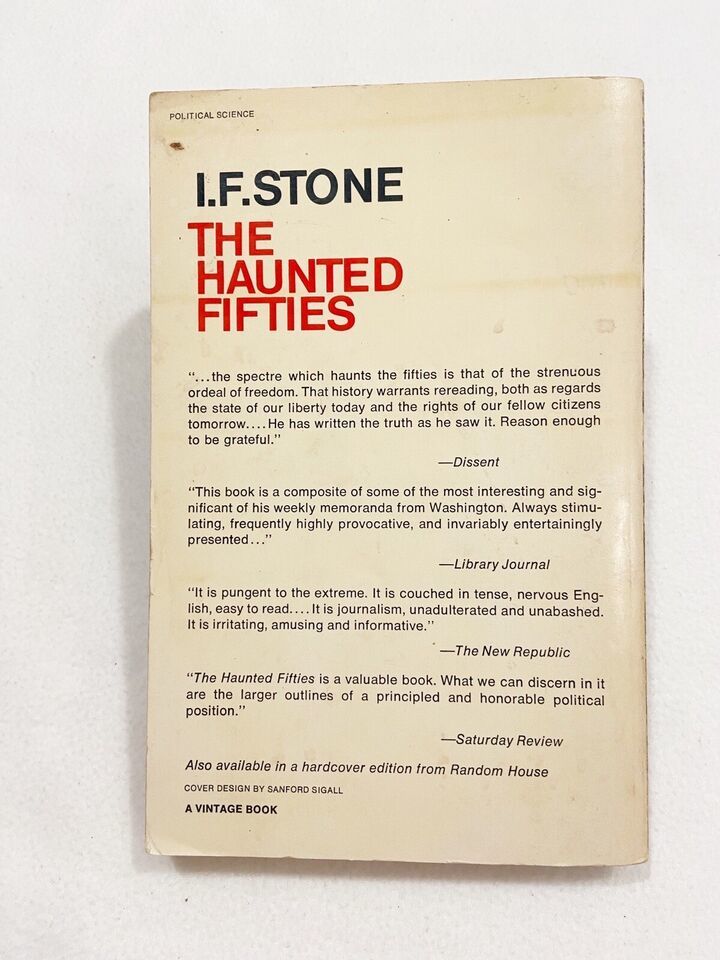 POLITICAL SCIENCE
I.F.STONE
THE
HAUNTED
FIFTIES
“...the spectre which haunts the fifties is that of the strenuous
ordeal of freedom. That history warrants rereading, both as regards
the state of our liberty today and the rights of our fellow citizens
tomorrow.... He has written the truth as he saw it. Reason enough
to be grateful.”
—Dissent
“This book is a composite of some of the most interesting and sig-
nificant of his weekly memoranda from Washington. Always stimu-
lating, frequently highly provocative, and invariably entertainingly
presented...”
—Library Journal
“It is pungent to the extreme. It is couched in tense, nervous Eng-
lish, easy to read.... It is journalism, unadulterated and unabashed.
It is irritating, amusing and informative.”
—The New Republic
“The Haunted Fifties is a valuable book. What we can discern in it
are the larger outlines of a principled and honorable political
position.”
—Saturday Review
Also available in a hardcover edition from Random House
COVER DESIGN BY SANFORD SIGALL
A VINTAGE BOOK